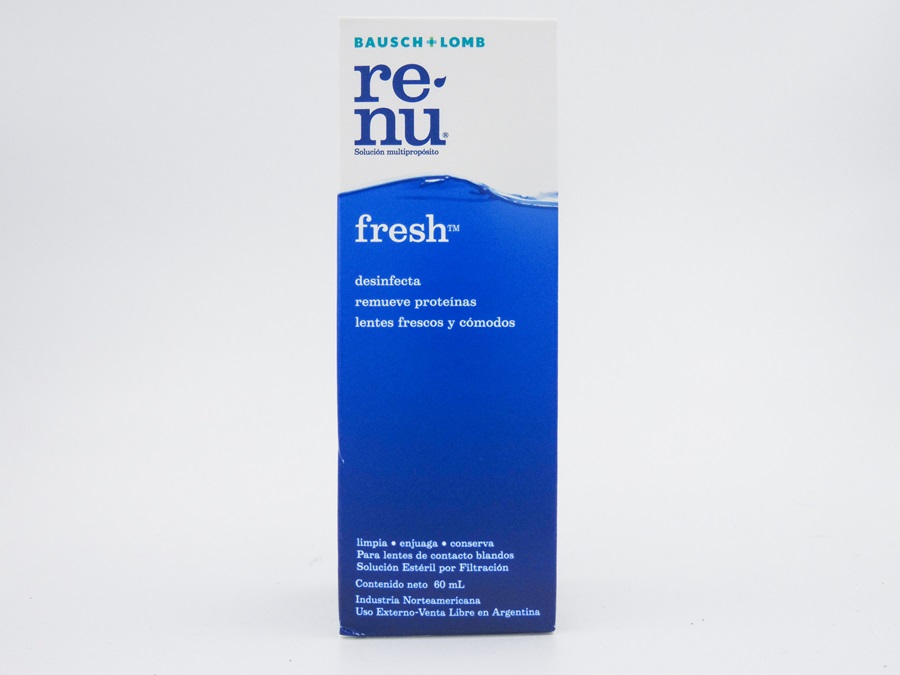 BAUSCH + LOMB
re
nu®
Solución multipropósito
fresh™
desinfecta
remueve proteínas
lentes frescos y cómodos
limpia • enjuaga • conserva
Para lentes de contacto blandos
Solución Estéril por Filtración
Contenido neto 60 mL
Industria Norteamericana
Uso Externo-Venta Libre en Argentina